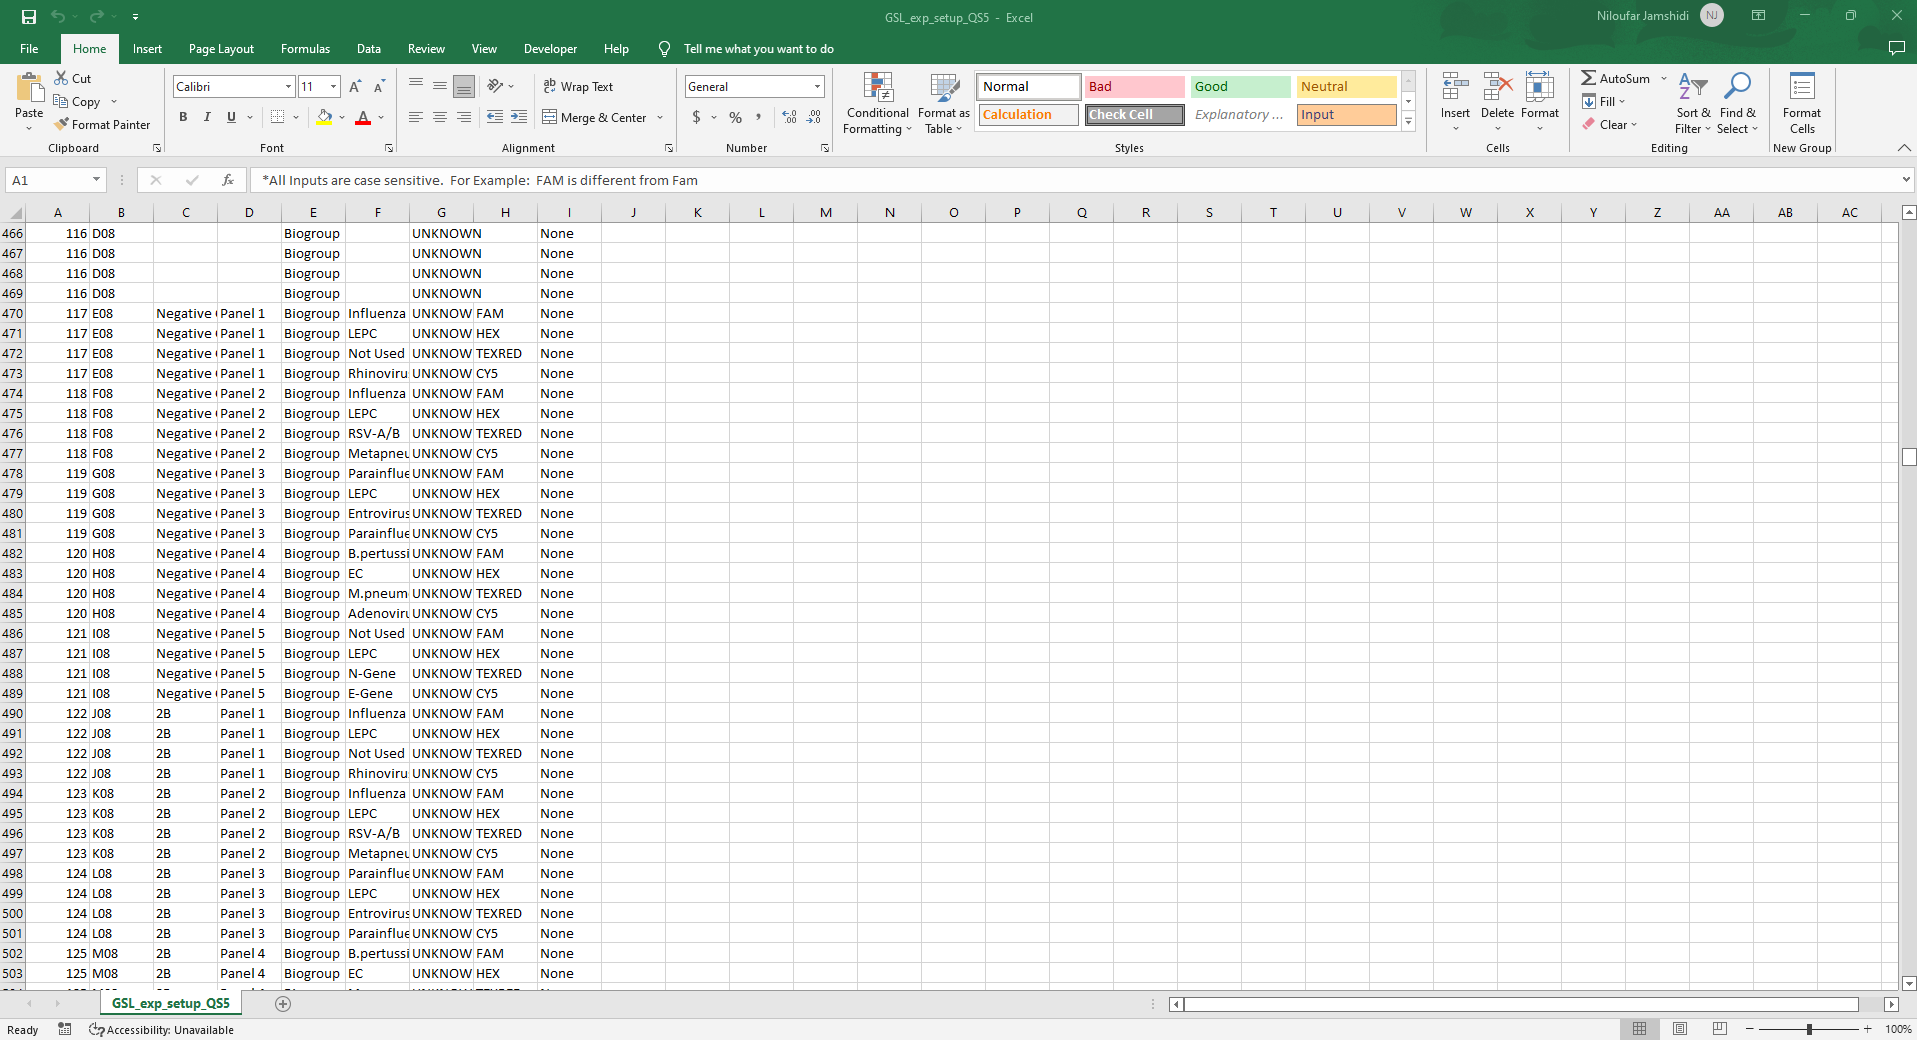 GSL_exp_setup_QS5 - Excel
Niloufar Jamshidi NJ
File Home Insert Page Layout Formulas Data Review View Developer Help Tell me what you want to do
Paste
Cut
Copy
Format Painter
Clipboard
Calibri 11
B I U
Font
Wrap Text
Merge & Center
Alignment
General
$ % ,
Number
Conditional Formatting
Format as Table
Normal Bad Good Neutral
Calculation Check Cell Explanatory ... Input
Styles
Insert Delete Format
Cells
AutoSum
Fill
Clear
Sort & Filter
Find & Select
Editing
Format Cells
New Group
A1 fx *All Inputs are case sensitive. For Example: FAM is different from Fam
A B C D E F G H I J K L M N O P Q R S T U V W X Y Z AA AB AC
466 116 D08 Biogroup UNKNOWN None
467 116 D08 Biogroup UNKNOWN None
468 116 D08 Biogroup UNKNOWN None
469 116 D08 Biogroup UNKNOWN None
470 117 E08 Negative Panel 1 Biogroup Influenza UNKNOW FAM None
471 117 E08 Negative Panel 1 Biogroup LEPC UNKNOW HEX None
472 117 E08 Negative Panel 1 Biogroup Not Used UNKNOW TEXRED None
473 117 E08 Negative Panel 1 Biogroup Rhinoviru UNKNOW CY5 None
474 118 F08 Negative Panel 2 Biogroup Influenza UNKNOW FAM None
475 118 F08 Negative Panel 2 Biogroup LEPC UNKNOW HEX None
476 118 F08 Negative Panel 2 Biogroup RSV-A/B UNKNOW TEXRED None
477 118 F08 Negative Panel 2 Biogroup Metapneu UNKNOW CY5 None
478 119 G08 Negative Panel 3 Biogroup Parainflue UNKNOW FAM None
479 119 G08 Negative Panel 3 Biogroup LEPC UNKNOW HEX None
480 119 G08 Negative Panel 3 Biogroup Entrovirus UNKNOW TEXRED None
481 119 G08 Negative Panel 3 Biogroup Parainflue UNKNOW CY5 None
482 120 H08 Negative Panel 4 Biogroup B.pertussi UNKNOW FAM None
483 120 H08 Negative Panel 4 Biogroup EC UNKNOW HEX None
484 120 H08 Negative Panel 4 Biogroup M.pneum UNKNOW TEXRED None
485 120 H08 Negative Panel 4 Biogroup Adenoviru UNKNOW CY5 None
486 121 I08 Negative Panel 5 Biogroup Not Used UNKNOW FAM None
487 121 I08 Negative Panel 5 Biogroup LEPC UNKNOW HEX None
488 121 I08 Negative Panel 5 Biogroup N-Gene UNKNOW TEXRED None
489 121 I08 Negative Panel 5 Biogroup E-Gene UNKNOW CY5 None
490 122 J08 2B Panel 1 Biogroup Influenza UNKNOW FAM None
491 122 J08 2B Panel 1 Biogroup LEPC UNKNOW HEX None
492 122 J08 2B Panel 1 Biogroup Not Used UNKNOW TEXRED None
493 122 J08 2B Panel 1 Biogroup Rhinoviru UNKNOW CY5 None
494 123 K08 2B Panel 2 Biogroup Influenza UNKNOW FAM None
495 123 K08 2B Panel 2 Biogroup LEPC UNKNOW HEX None
496 123 K08 2B Panel 2 Biogroup RSV-A/B UNKNOW TEXRED None
497 123 K08 2B Panel 2 Biogroup Metapneu UNKNOW CY5 None
498 124 L08 2B Panel 3 Biogroup Parainflue UNKNOW FAM None
499 124 L08 2B Panel 3 Biogroup LEPC UNKNOW HEX None
500 124 L08 2B Panel 3 Biogroup Entrovirus UNKNOW TEXRED None
501 124 L08 2B Panel 3 Biogroup Parainflue UNKNOW CY5 None
502 125 M08 2B Panel 4 Biogroup B.pertussi UNKNOW FAM None
503 125 M08 2B Panel 4 Biogroup EC UNKNOW HEX None
GSL_exp_setup_QS5
Ready Accessibility: Unavailable 100%